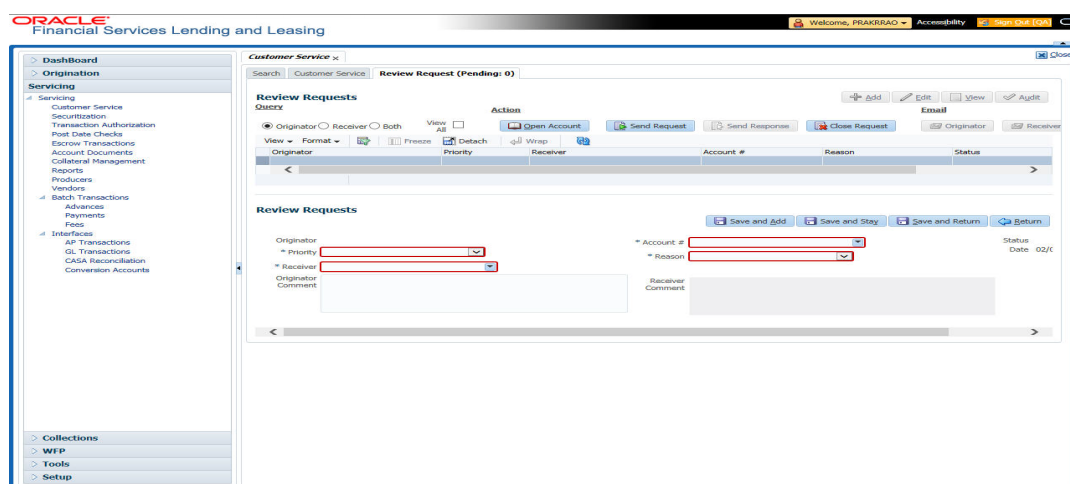 ORACLE
Financial Services Lending and Leasing
Welcome, PRAKRRAO Accessibility Sign Out (QA)
DashBoard
Origination
Servicing
Servicing
Customer Service
Securitization
Transaction Authorization
Post Date Checks
Escrow Transactions
Account Documents
Collateral Management
Reports
Producers
Vendors
Batch Transactions
Advances
Payments
Fees
Interfaces
AP Transactions
GL Transactions
CASA Reconciliation
Conversion Accounts
Collections
WFP
Tools
Setup
Customer Service x
Close
Search Customer Service Review Request (Pending: 0)
Review Requests
Add Edit View Audit
Query Action Email
Originator Receiver Both View All Open Account Send Request Send Response Close Request Originator Receiver
View Format Freeze Detach Wrap
Originator Priority Receiver Account # Reason Status
Review Requests
Save and Add Save and Stay Save and Return Return
Originator * Account # Status
* Priority * Reason Date 02/0
* Receiver
Originator Comment Receiver Comment